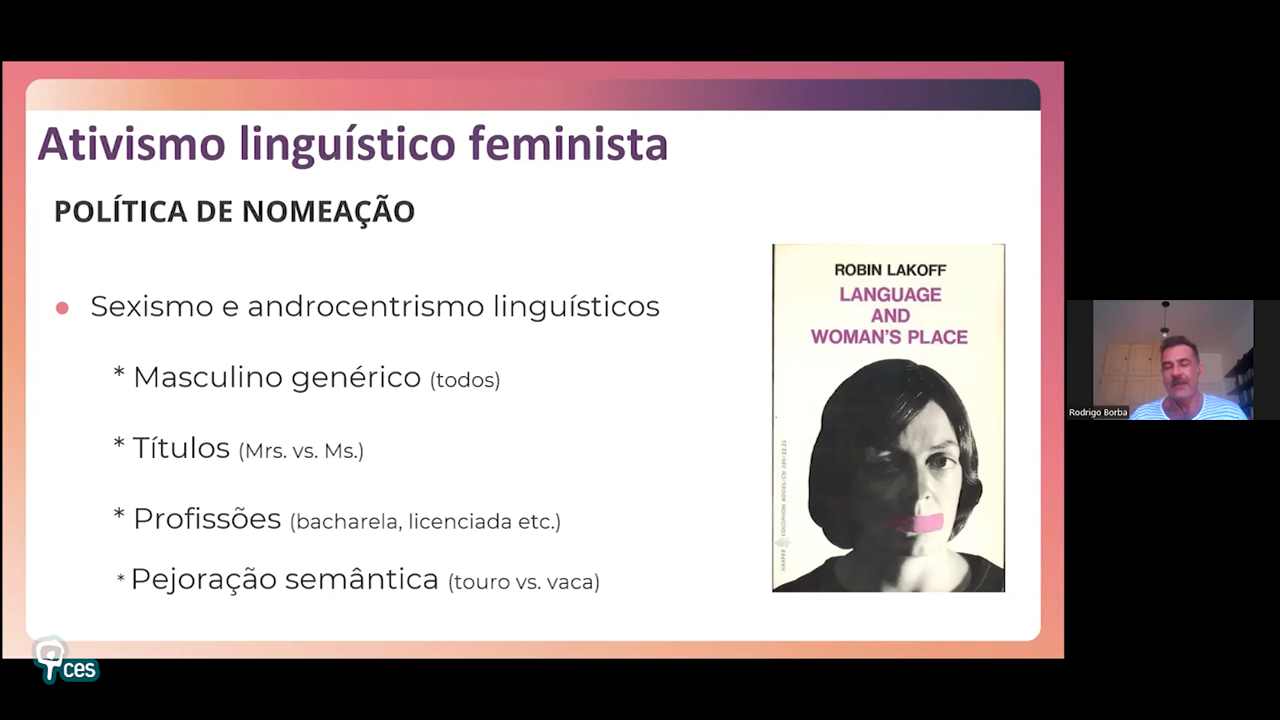 Ativismo linguístico feminista
POLÍTICA DE NOMEAÇÃO
• Sexismo e androcentrismo linguísticos
* Masculino genérico (todos)
* Títulos (Mrs. vs. Ms.)
* Profissões (bacharela, licenciada etc.)
* Pejoração semântica (touro vs. vaca)
ROBIN LAKOFF
LANGUAGE
AND
WOMAN'S PLACE
Rodrigo Borba
ces